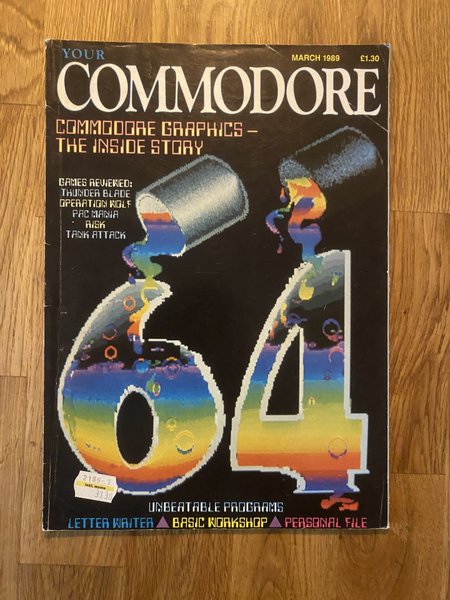 YOUR
MARCH 1989 £1.30
COMMODORE
COMMODORE GRAPHICS –
THE INSIDE STORY
GAMES REVIEWED:
THUNDER BLADE
OPERATION WOLF
PAC MANIA
RISK
TANK ATTACK
64
UNBEATABLE PROGRAMS
LETTER WRITER ▲ BASIC WORKSHOP ▲ PERSONAL FILE